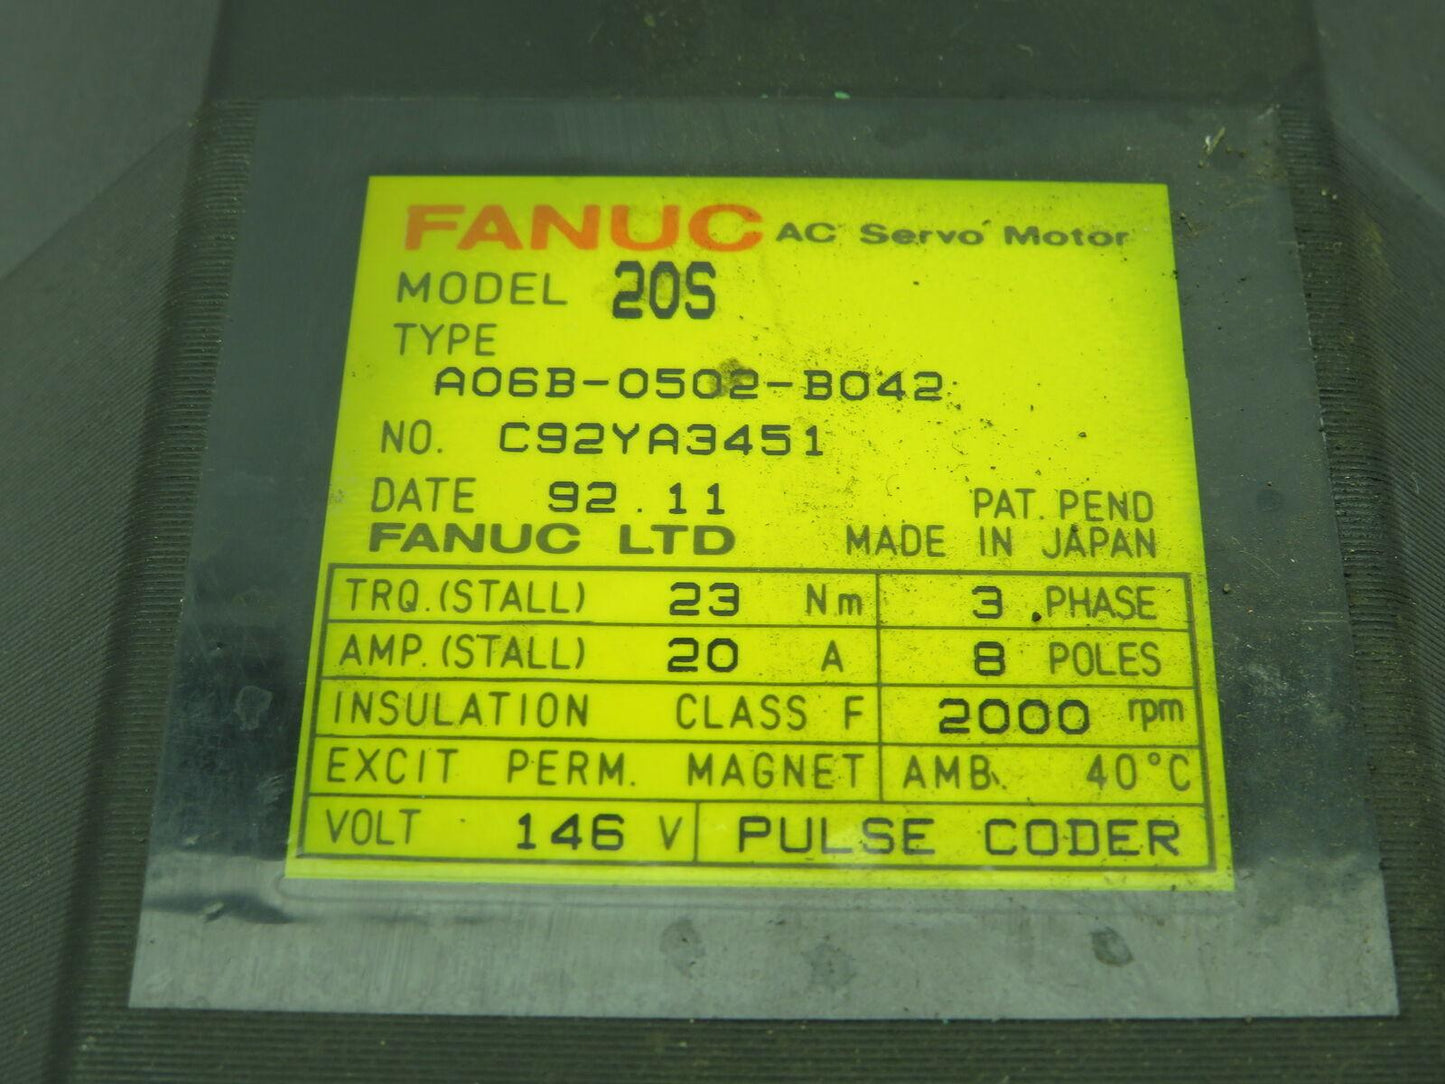 FANUC AC Servo Motor
MODEL 20S
TYPE
A06B-0502-B042
NO. C92YA3451
DATE 92.11 PAT. PEND
FANUC LTD MADE IN JAPAN
TRQ.(STALL) 23 Nm 3 PHASE
AMP.(STALL) 20 A 8 POLES
INSULATION CLASS F 2000 rpm
EXCIT PERM. MAGNET AMB. 40°C
VOLT 146 V PULSE CODER